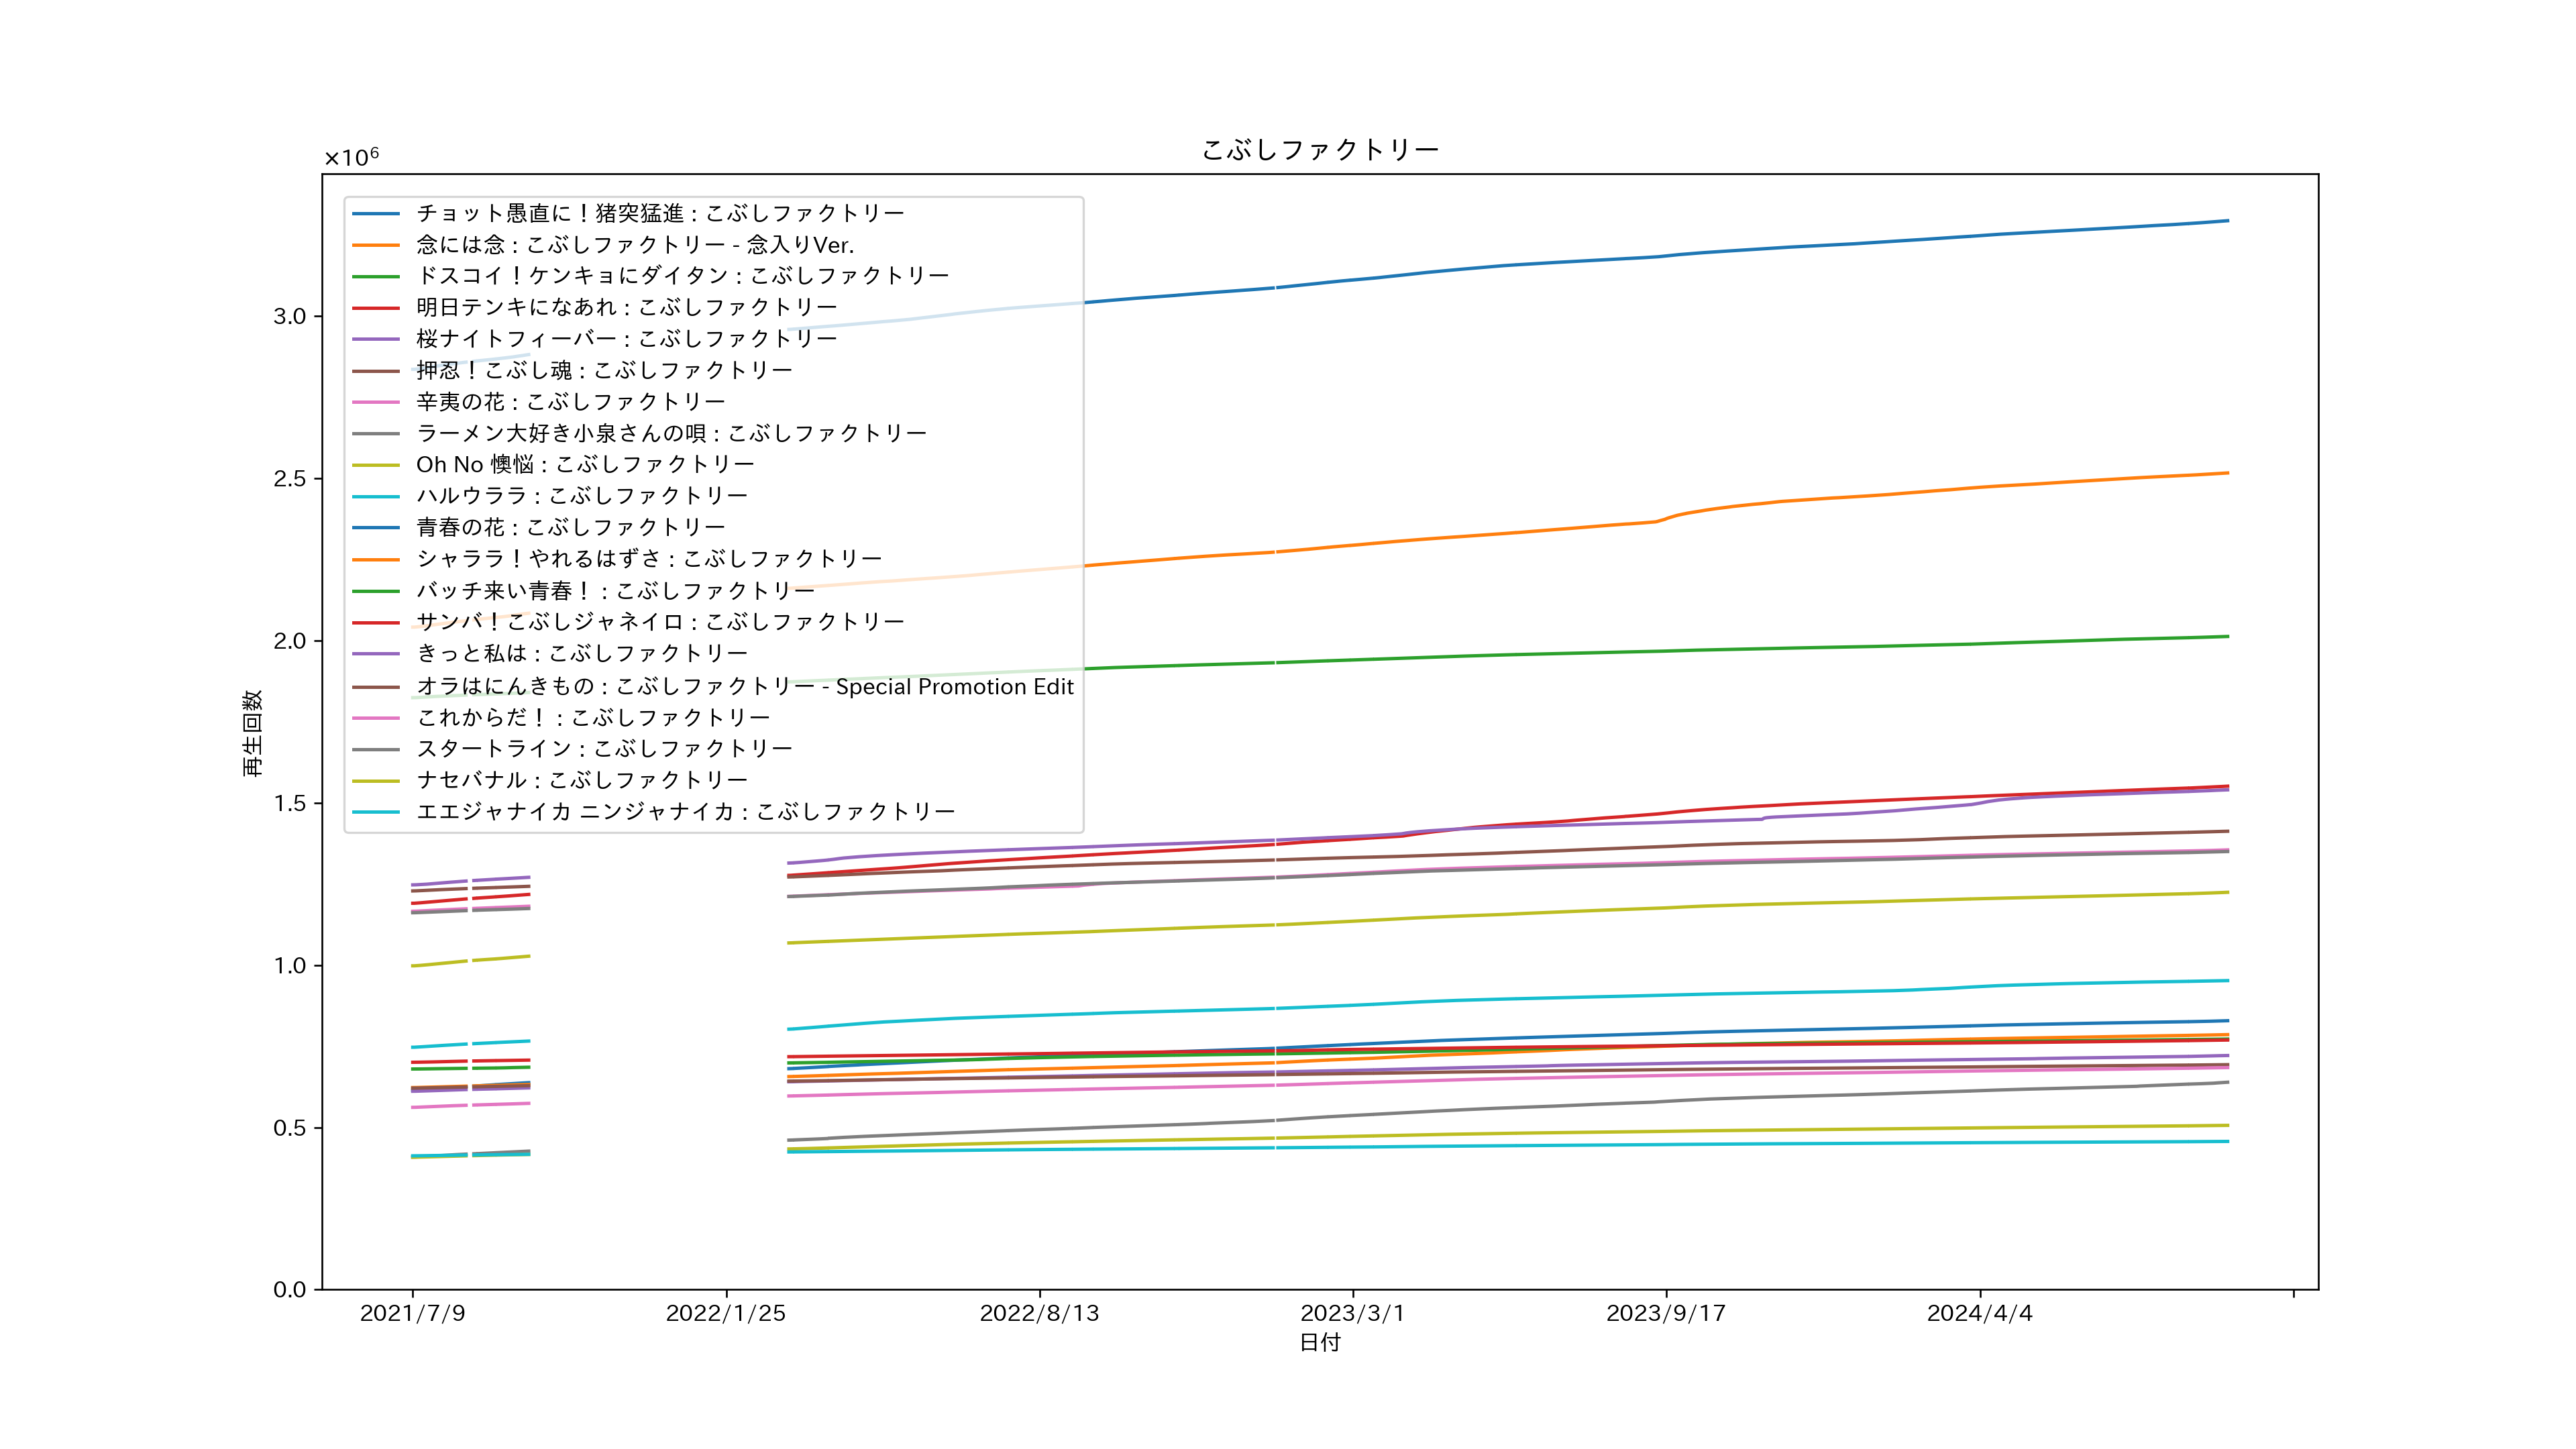 こぶしファクトリー
×10⁶
チョット愚直に！猪突猛進 : こぶしファクトリー
念には念 : こぶしファクトリー - 念入りVer.
ドスコイ！ケンキョにダイタン : こぶしファクトリー
明日テンキになあれ : こぶしファクトリー
桜ナイトフィーバー : こぶしファクトリー
押忍！こぶし魂 : こぶしファクトリー
辛夷の花 : こぶしファクトリー
ラーメン大好き小泉さんの唄 : こぶしファクトリー
Oh No 懊悩 : こぶしファクトリー
ハルウララ : こぶしファクトリー
青春の花 : こぶしファクトリー
シャララ！やれるはずさ : こぶしファクトリー
バッチ来い青春！ : こぶしファクトリー
サンバ！こぶしジャネイロ : こぶしファクトリー
きっと私は : こぶしファクトリー
オラはにんきもの : こぶしファクトリー - Special Promotion Edit
これからだ！ : こぶしファクトリー
スタートライン : こぶしファクトリー
ナセバナル : こぶしファクトリー
エエジャナイカ ニンジャナイカ : こぶしファクトリー
3.0
2.5
2.0
1.5
1.0
0.5
0.0
再生回数
2021/7/9
2022/1/25
2022/8/13
2023/3/1
2023/9/17
2024/4/4
日付